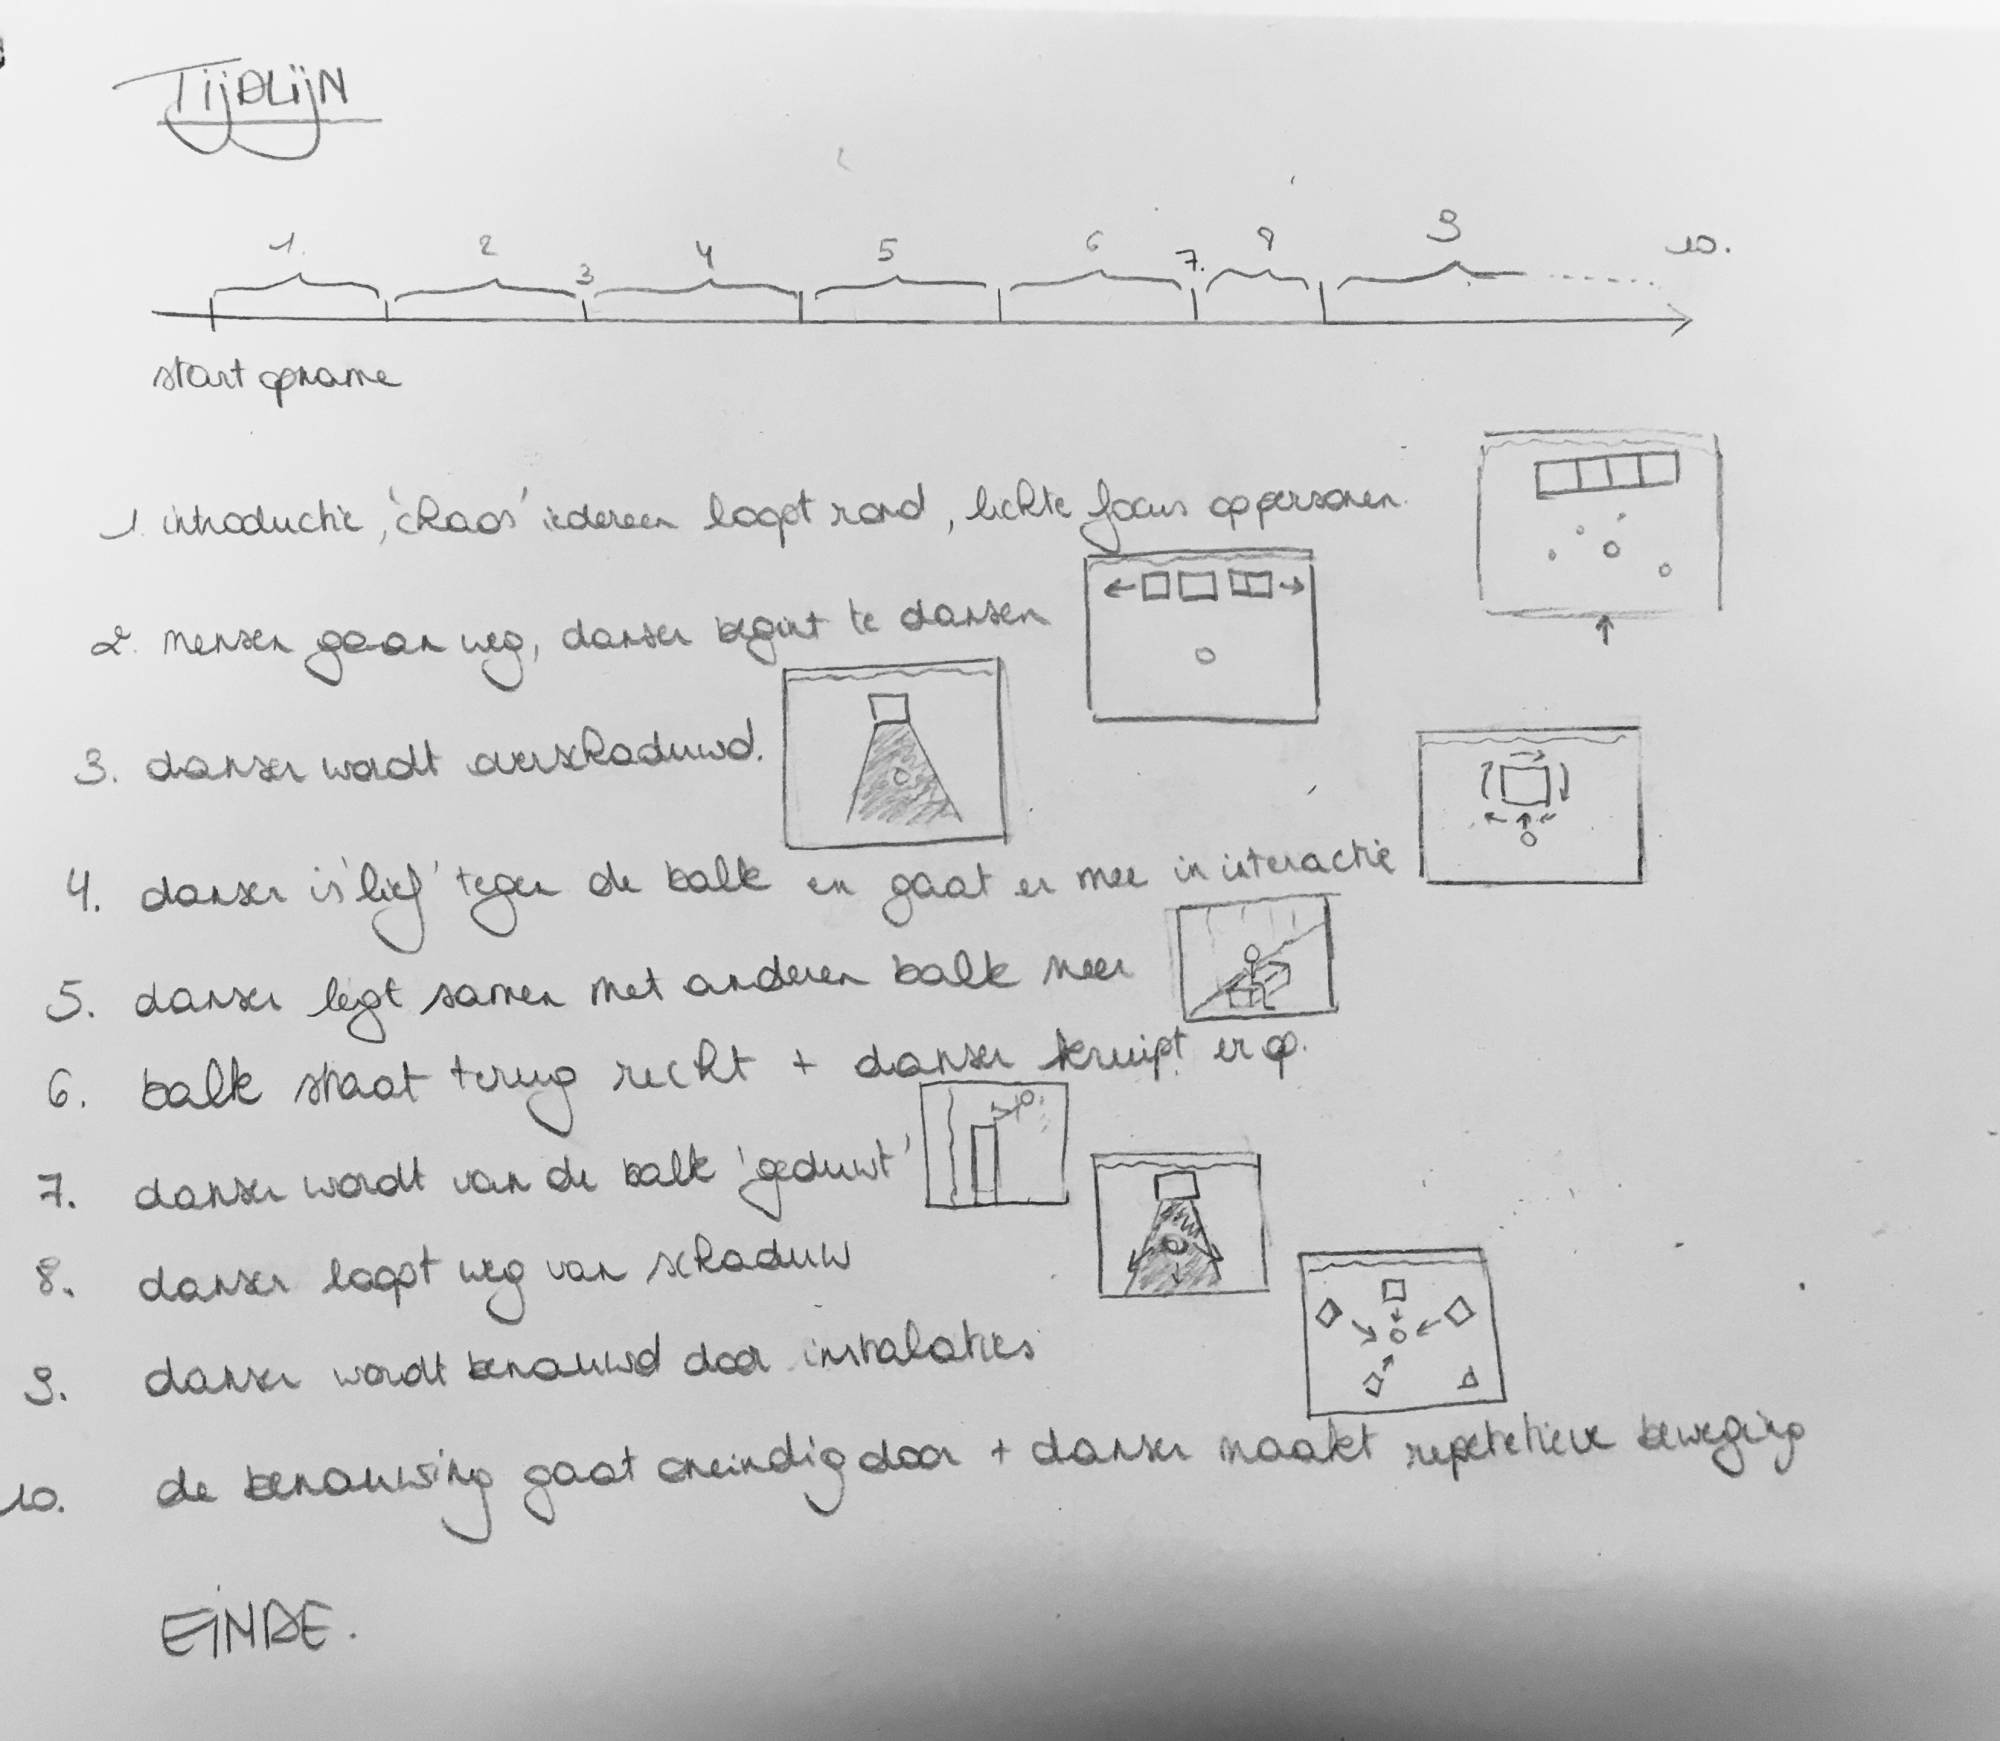 TIJDLIJN
1. 2 3 4 5 6 7. 8 9 10.
start opname
1. introductie, 'chaos' iedereen loopt rond, lichte focus op personen.
2. mensen gaan weg, danser begint te dansen
3. danser wordt overschaduwd.
4. danser is 'lief' tegen de balk en gaat er mee in interactie
5. danser legt samen met anderen balk neer
6. balk staat terug recht + danser kruipt er op.
7. danser wordt van de balk 'geduwt'
8. danser loopt weg van schaduw
9. danser wordt benauwd door instalaties
10. de benauwing gaat oneindig door + danser maakt repetetieve beweging
EINDE.